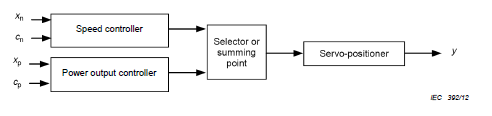 xn
Speed controller
cn
Selector or
summing
point
Servo-positioner
y
xp
Power output controller
cp
IEC 392/12